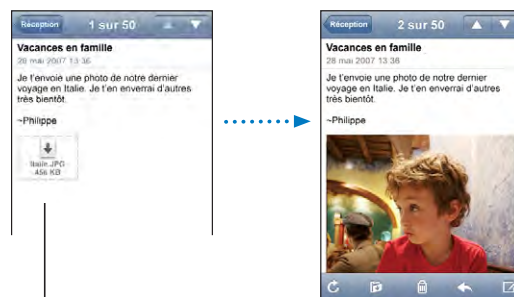 Réception
1 sur 50
Vacances en famille
28 mai 2007 13:36
Je t'envoie une photo de notre dernier
voyage en Italie. Je t'en enverrai d'autres
très bientôt.
~Philippe
Italie.JPG
456 KB
Réception
2 sur 50
Vacances en famille
28 mai 2007 13:36
Je t'envoie une photo de notre dernier
voyage en Italie. Je t'en enverrai d'autres
très bientôt.
~Philippe